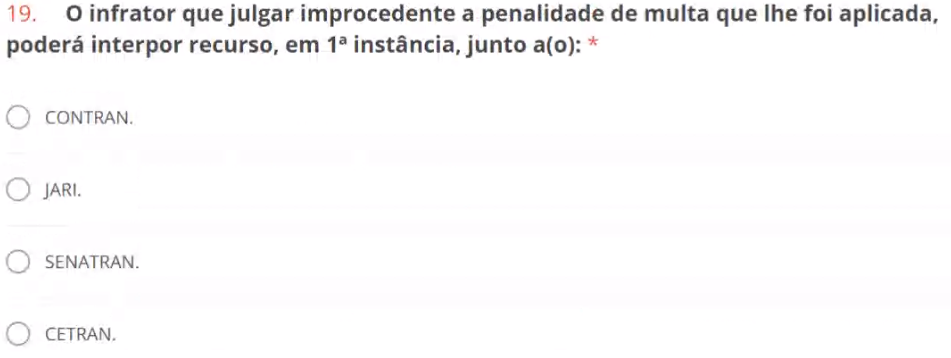 19. O infrator que julgar improcedente a penalidade de multa que lhe foi aplicada,
poderá interpor recurso, em 1ª instância, junto a(o): *
CONTRAN.
JARI.
SENATRAN.
CETRAN.